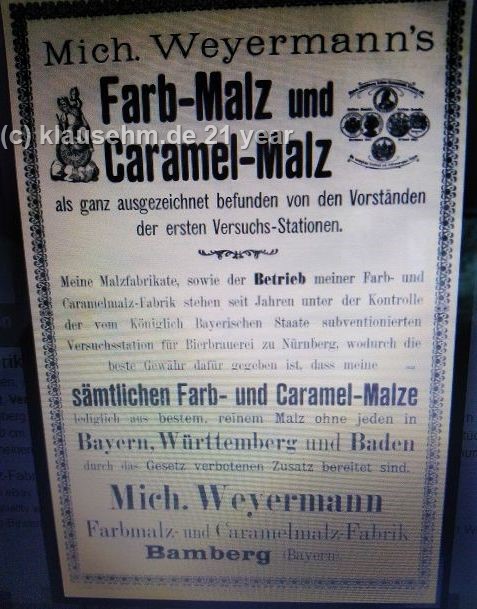 Mich. Weyermann's
Farb-Malz und
(c) klausehm.de 21 year
Caramel-Malz
als ganz ausgezeichnet befunden von den Vorständen
der ersten Versuchs-Stationen.
Meine Malzfabrikate, sowie der Betrieb meiner Farb- und
Caramelmalz-Fabrik stehen seit Jahren unter der Kontrolle
der vom Königlich Bayerischen Staate subventionierten
Versuchsstation für Bierbrauerei zu Nürnberg, wodurch die
beste Gewähr dafür gegeben ist, dass meine
sämtlichen Farb- und Caramel-Malze
lediglich aus bestem, reinem Malz ohne jeden in
Bayern, Württemberg und Baden
durch das Gesetz verbotenen Zusatz bereitet sind.
Mich. Weyermann
Farbmalz- und Caramelmalz-Fabrik
Bamberg (Bayern).